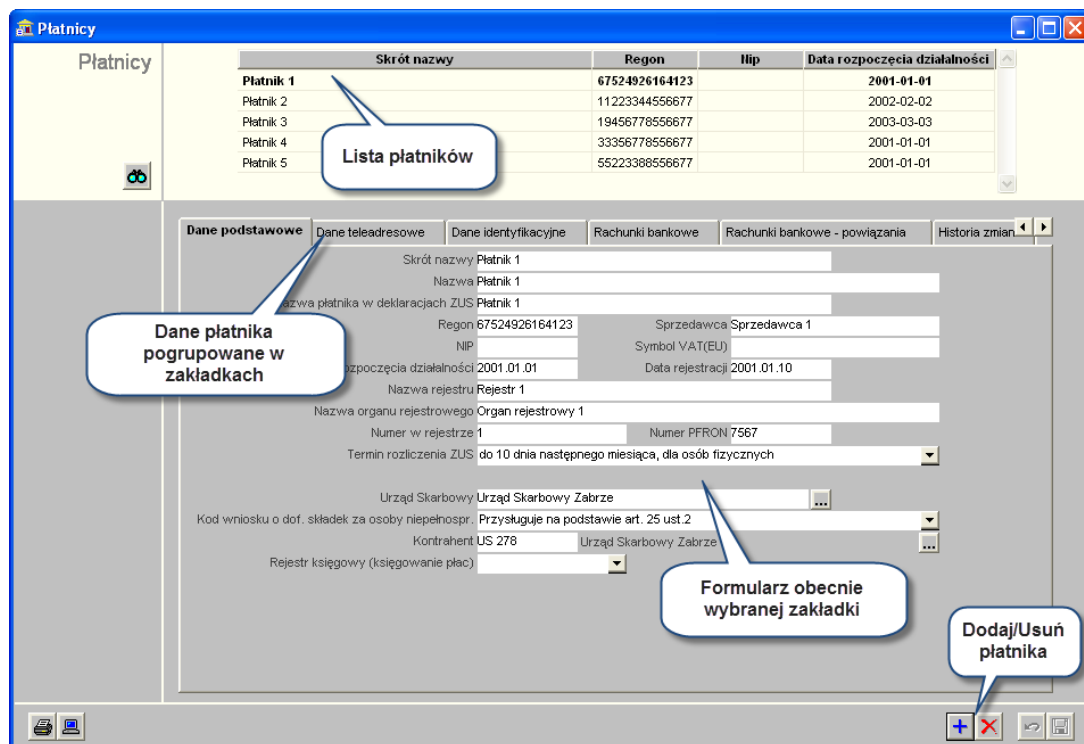 Płatnicy
Płatnicy
Skrót nazwy Regon Nip Data rozpoczęcia działalności
Płatnik 1 67524926164123 2001-01-01
Płatnik 2 11223344556677 2002-02-02
Płatnik 3 19456778556677 2003-03-03
Płatnik 4 33356778556677 2001-01-01
Płatnik 5 55223388556677 2001-01-01
Lista płatników
Dane podstawowe Dane teleadresowe Dane identyfikacyjne Rachunki bankowe Rachunki bankowe - powiązania Historia zmian
Skrót nazwy Płatnik 1
Nazwa Płatnik 1
azwa płatnika w deklaracjach ZUS Płatnik 1
Regon 67524926164123 Sprzedawca Sprzedawca 1
NIP Symbol VAT(EU)
ozpoczęcia działalności 2001.01.01 Data rejestracji 2001.01.10
Nazwa rejestru Rejestr 1
Nazwa organu rejestrowego Organ rejestrowy 1
Numer w rejestrze 1 Numer PFRON 7567
Termin rozliczenia ZUS do 10 dnia następnego miesiąca, dla osób fizycznych
Urząd Skarbowy Urząd Skarbowy Zabrze ...
Kod wniosku o dof. składek za osoby niepełnospr. Przysługuje na podstawie art. 25 ust.2
Kontrahent US 278 Urząd Skarbowy Zabrze ...
Rejestr księgowy (księgowanie płac)
Dane płatnika
pogrupowane w
zakładkach
Formularz obecnie
wybranej zakładki
Dodaj/Usuń
płatnika